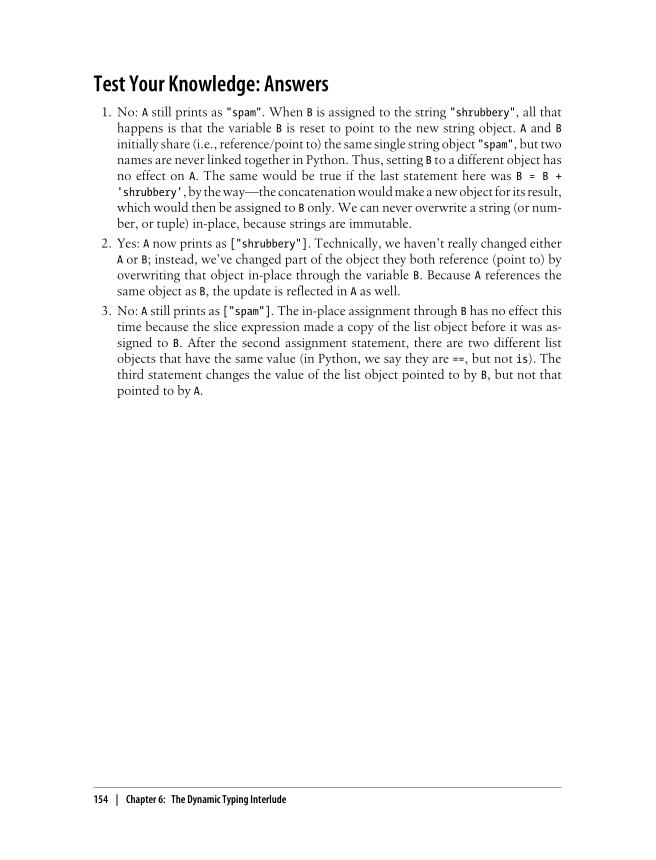 Test Your Knowledge: Answers
1. No: A still prints as "spam". When B is assigned to the string "shrubbery", all that
happens is that the variable B is reset to point to the new string object. A and B
initially share (i.e., reference/point to) the same single string object "spam", but two
names are never linked together in Python. Thus, setting B to a different object has
no effect on A. The same would be true if the last statement here was B = B +
'shrubbery', by the way—the concatenation would make a new object for its result,
which would then be assigned to B only. We can never overwrite a string (or num-
ber, or tuple) in-place, because strings are immutable.
2. Yes: A now prints as ["shrubbery"]. Technically, we haven't really changed either
A or B; instead, we've changed part of the object they both reference (point to) by
overwriting that object in-place through the variable B. Because A references the
same object as B, the update is reflected in A as well.
3. No: A still prints as ["spam"]. The in-place assignment through B has no effect this
time because the slice expression made a copy of the list object before it was as-
signed to B. After the second assignment statement, there are two different list
objects that have the same value (in Python, we say they are ==, but not is). The
third statement changes the value of the list object pointed to by B, but not that
pointed to by A.
154 | Chapter 6: The Dynamic Typing Interlude